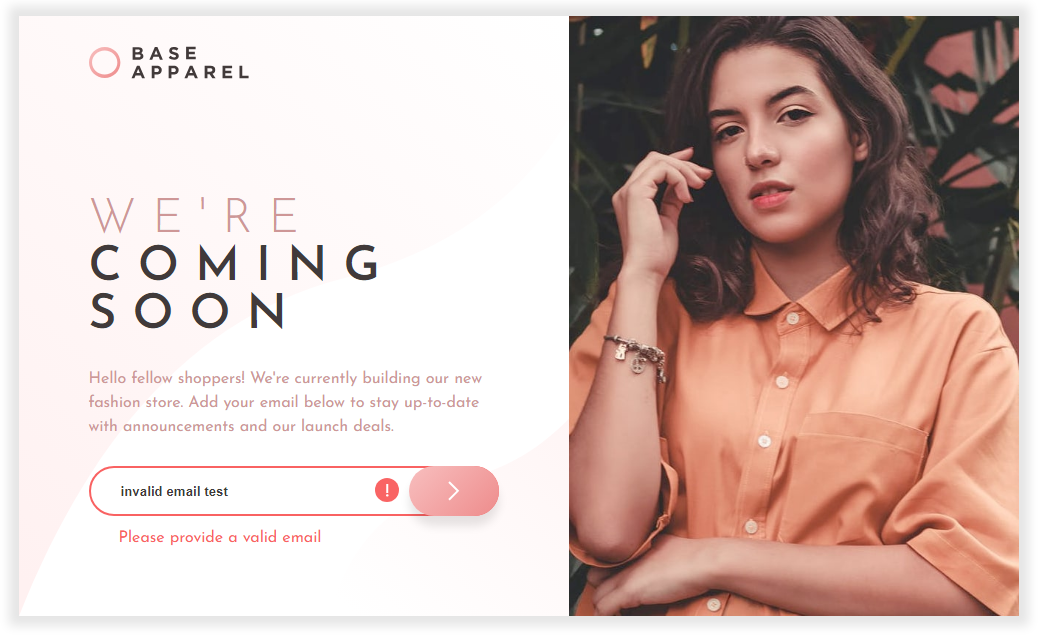 BASE
APPAREL
WE'RE
COMING
SOON
Hello fellow shoppers! We're currently building our new
fashion store. Add your email below to stay up-to-date
with announcements and our launch deals.
invalid email test !
Please provide a valid email